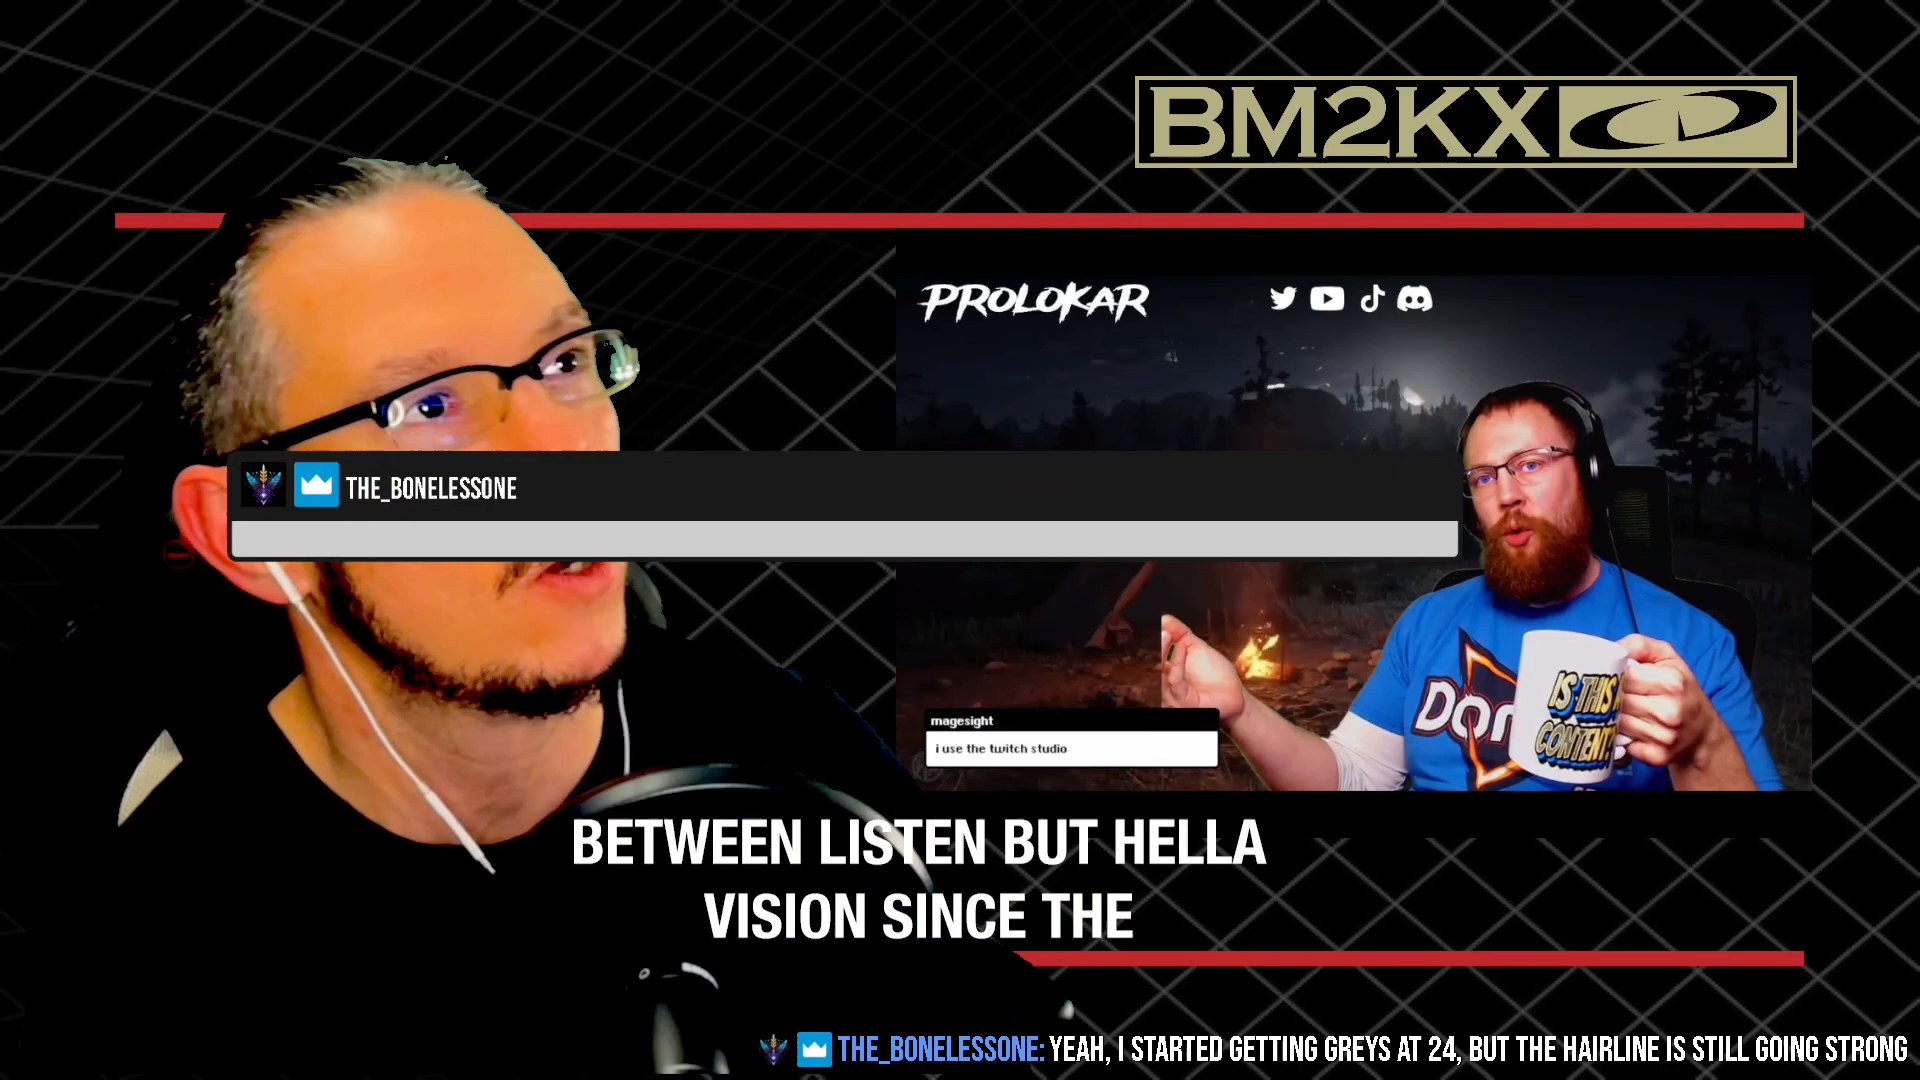 BM2KX
PROLOKAR
THE_BONELESSONE
DOR
IS THIS
CONTENT?
magesight
i use the twitch studio
BETWEEN LISTEN BUT HELLA
VISION SINCE THE
THE_BONELESSONE: YEAH, I STARTED GETTING GREYS AT 24, BUT THE HAIRLINE IS STILL GOING STRONG